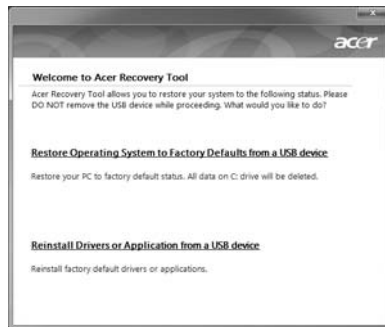 acer
Welcome to Acer Recovery Tool
Acer Recovery Tool allows you to restore your system to the following status. Please
DO NOT remove the USB device while proceeding. What would you like to do?
Restore Operating System to Factory Defaults from a USB device
Restore your PC to factory default status. All data on C: drive will be deleted.
Reinstall Drivers or Application from a USB device
Reinstall factory default drivers or applications.